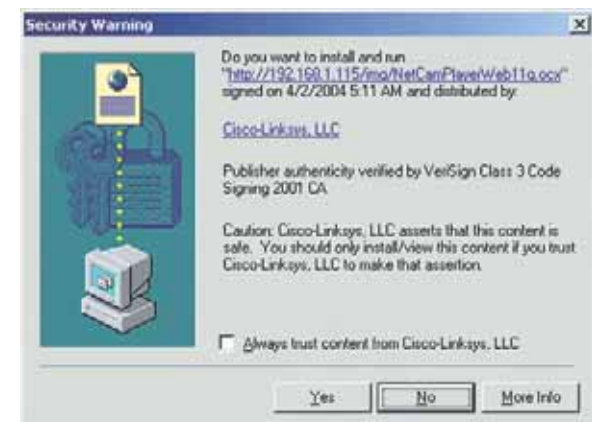 Security Warning
Do you want to install and run
"http://192.168.1.115/img/NetCamPlayerWeb11g.ocx"
signed on 4/2/2004 5:11 AM and distributed by:
Cisco-Linksys, LLC
Publisher authenticity verified by VeriSign Class 3 Code
Signing 2001 CA
Caution: Cisco-Linksys, LLC asserts that this content is
safe. You should only install/view this content if you trust
Cisco-Linksys, LLC to make that assertion.
Always trust content from Cisco-Linksys, LLC
Yes No More Info